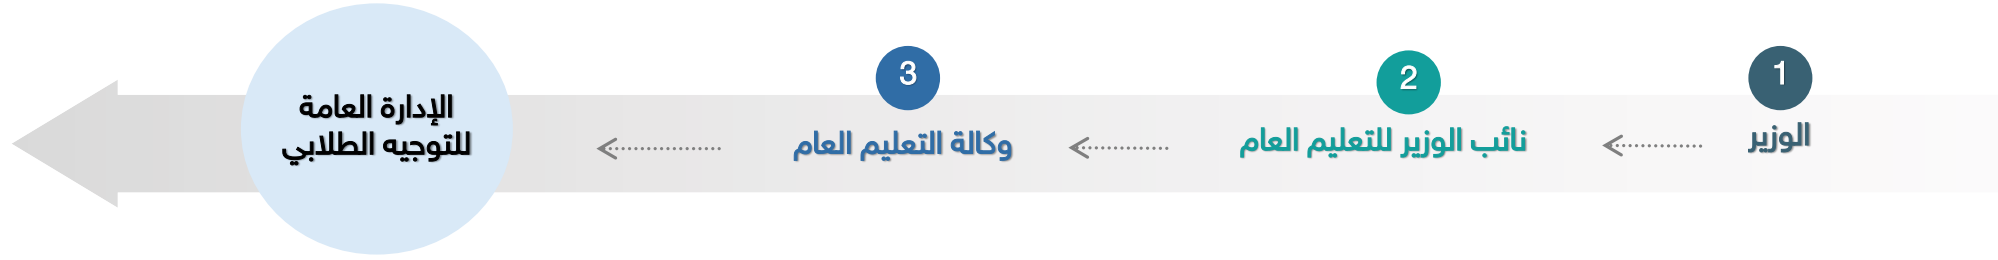 1
الوزير
2
نائب الوزير للتعليم العام
3
وكالة التعليم العام
الإدارة العامة
للتوجيه الطلابي